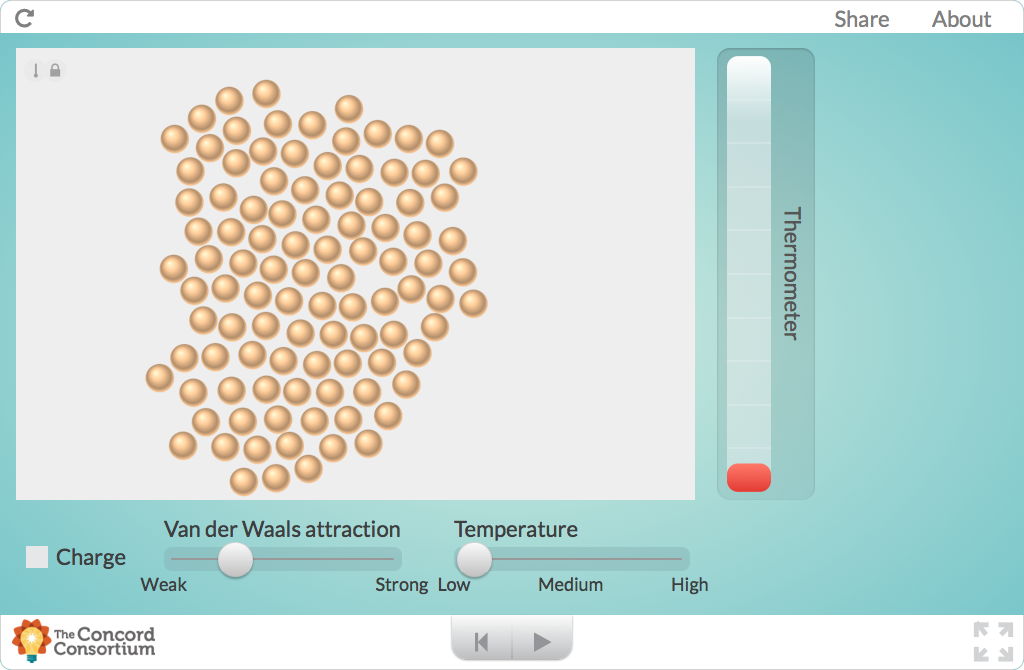 Share About
Thermometer
Van der Waals attraction Temperature
Charge
Weak Strong Low Medium High
The Concord
Consortium